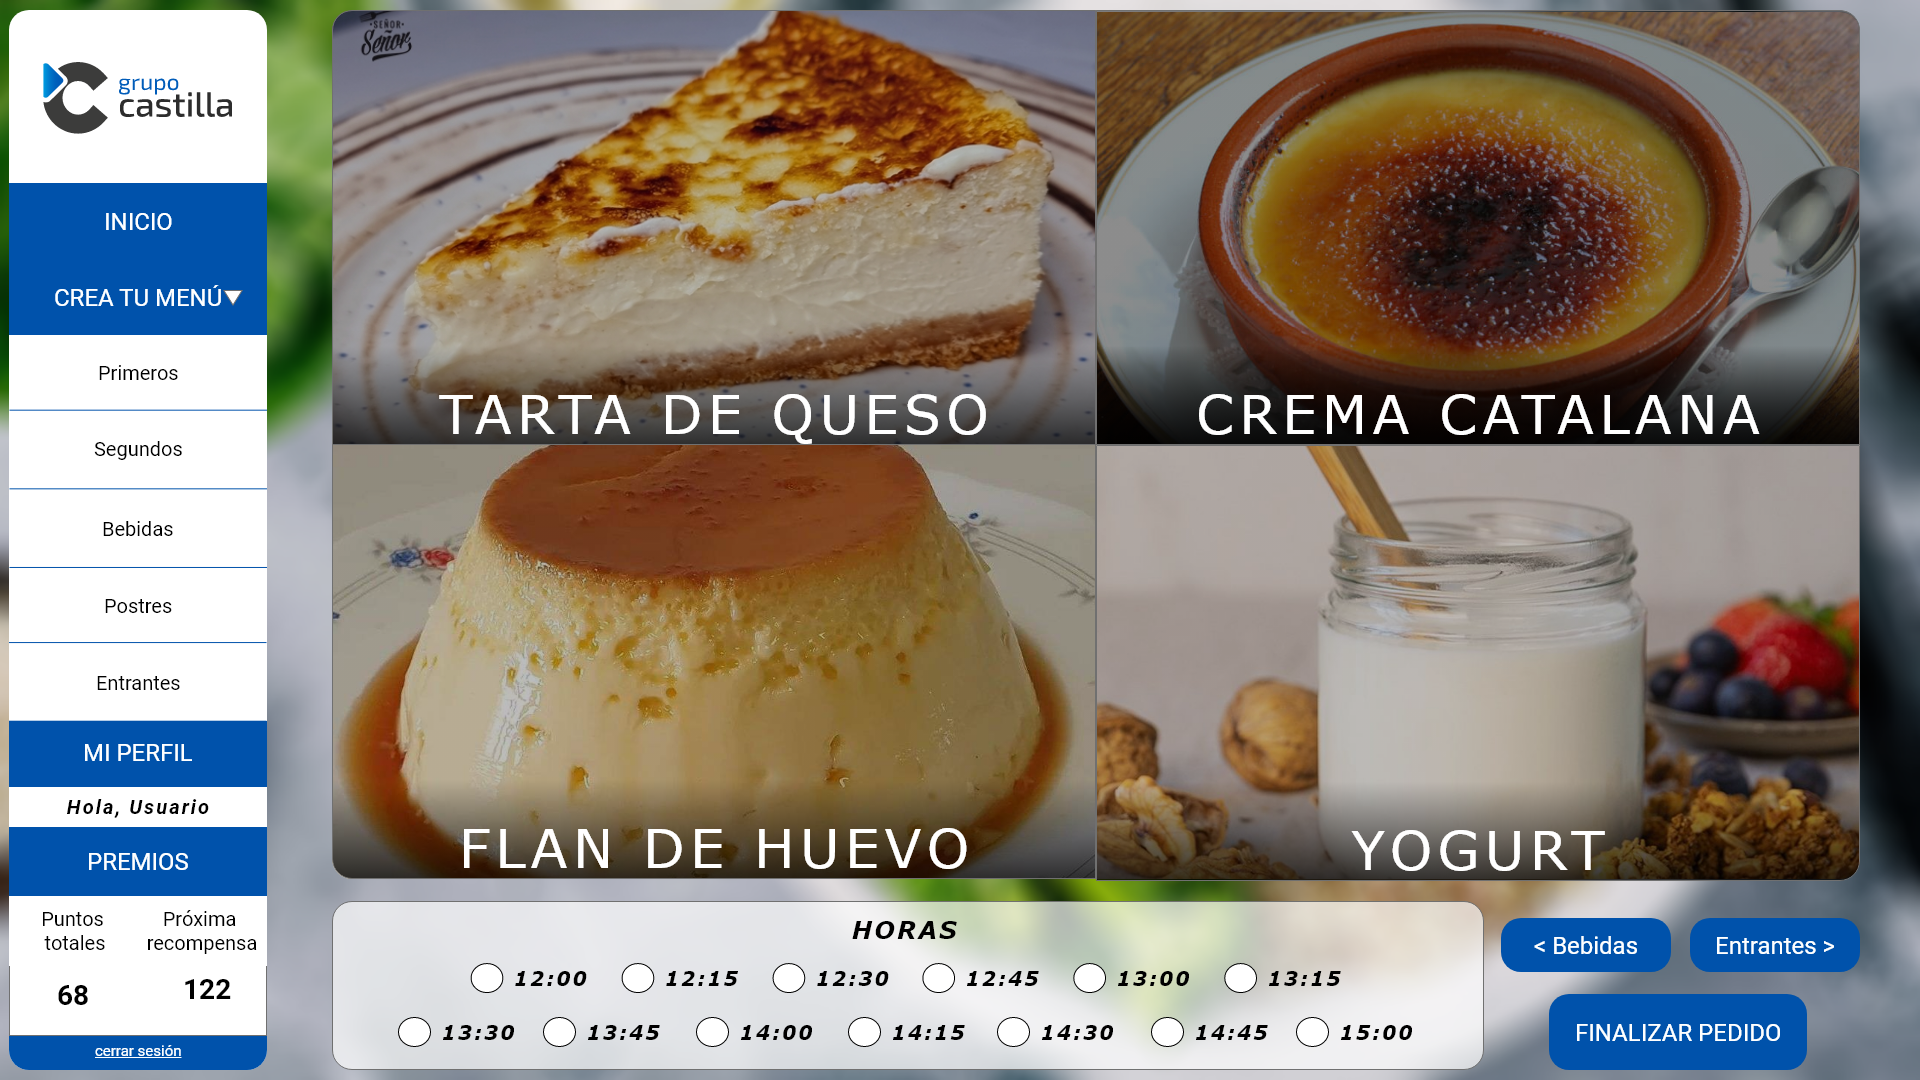 grupo
castilla
INICIO
CREA TU MENÚ
Primeros
Segundos
Bebidas
Postres
Entrantes
MI PERFIL
Hola, Usuario
PREMIOS
Puntos totales
Próxima recompensa
68
122
cerrar sesión
SEÑOR
Señor
TARTA DE QUESO
CREMA CATALANA
FLAN DE HUEVO
YOGURT
HORAS
12:00 12:15 12:30 12:45 13:00 13:15
13:30 13:45 14:00 14:15 14:30 14:45 15:00
< Bebidas
Entrantes >
FINALIZAR PEDIDO